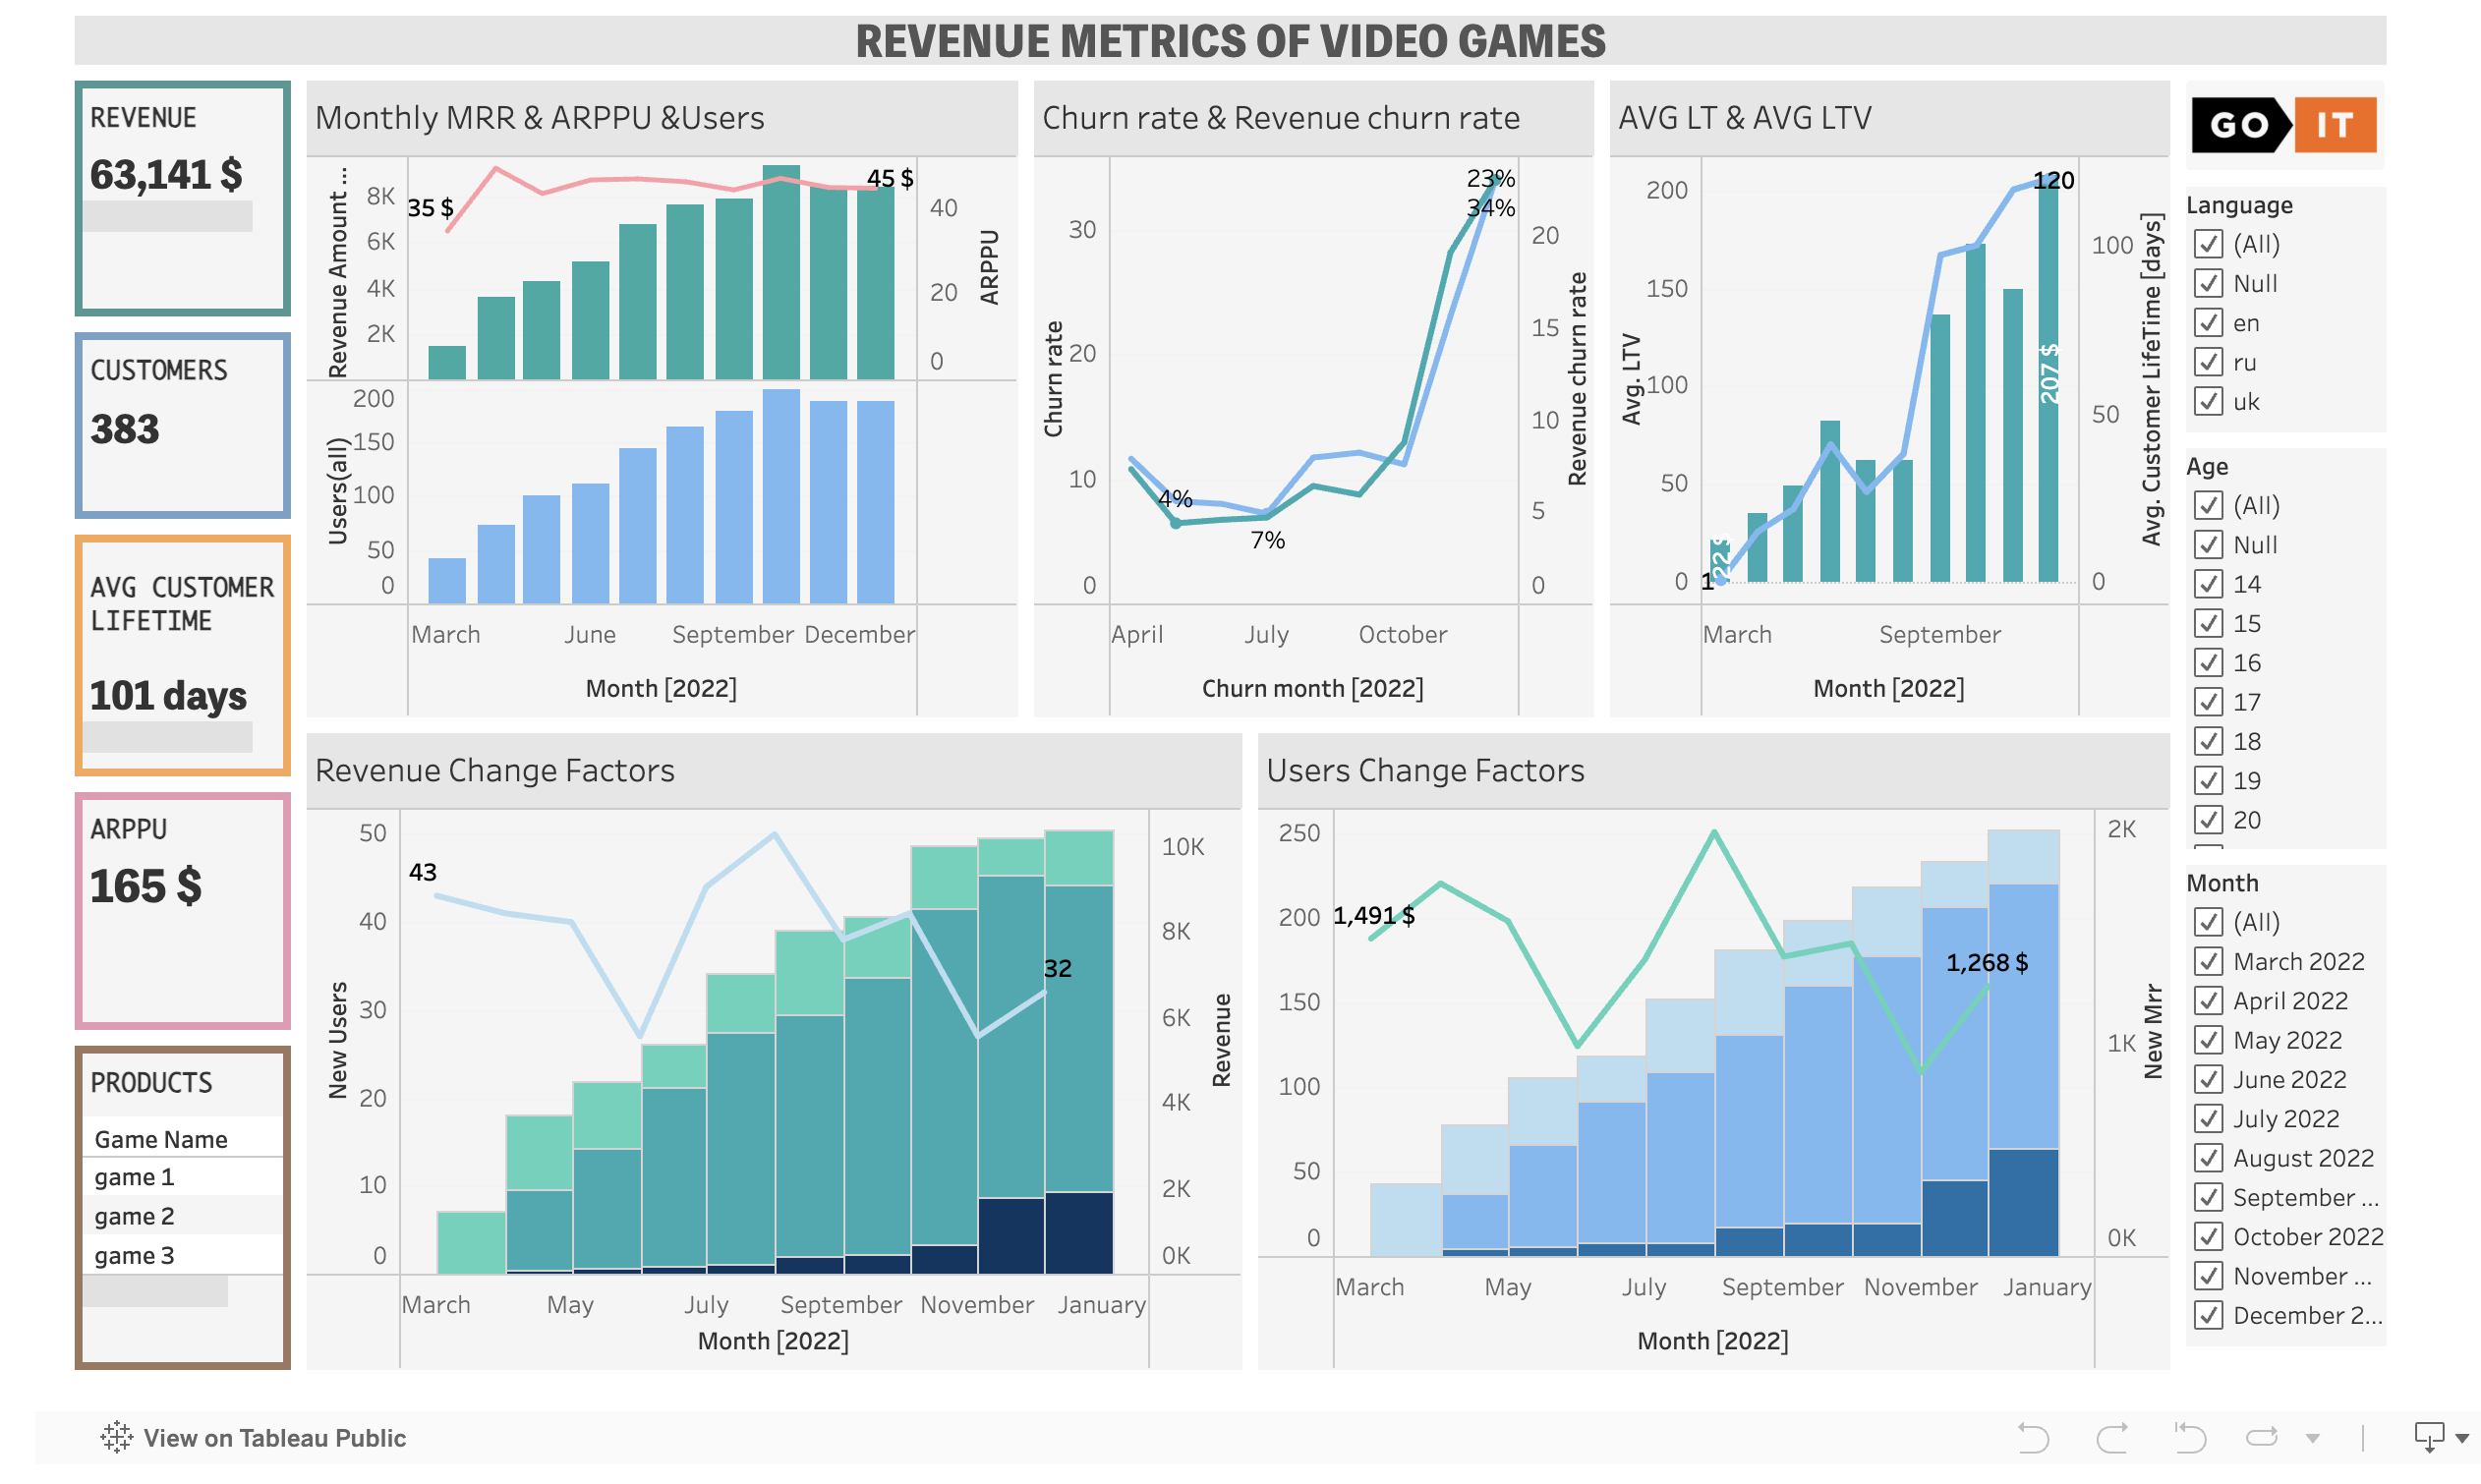 REVENUE METRICS OF VIDEO GAMES
REVENUE
63,141 $
CUSTOMERS
383
AVG CUSTOMER
LIFETIME
101 days
ARPPU
165 $
PRODUCTS
Game Name
game 1
game 2
game 3
Monthly MRR & ARPPU &Users
Revenue Amount ...
8K
6K
4K
2K
35 $
45 $
40
20
0
ARPPU
Users(all)
200
150
100
50
0
March
June
September
December
Month [2022]
Churn rate & Revenue churn rate
Churn rate
30
20
10
0
23%
34%
4%
7%
20
15
10
5
0
Revenue churn rate
April
July
October
Churn month [2022]
AVG LT & AVG LTV
Avg. LTV
200
150
100
50
0
120
207 $
22 $
1
100
50
0
Avg. Customer LifeTime [days]
March
September
Month [2022]
Revenue Change Factors
New Users
50
40
30
20
10
0
43
32
10K
8K
6K
4K
2K
0K
Revenue
March
May
July
September
November
January
Month [2022]
Users Change Factors
250
200
150
100
50
0
1,491 $
1,268 $
2K
1K
0K
New Mrr
March
May
July
September
November
January
Month [2022]
GO IT
Language
(All)
Null
en
ru
uk
Age
(All)
Null
14
15
16
17
18
19
20
Month
(All)
March 2022
April 2022
May 2022
June 2022
July 2022
August 2022
September ...
October 2022
November ...
December 2...
View on Tableau Public